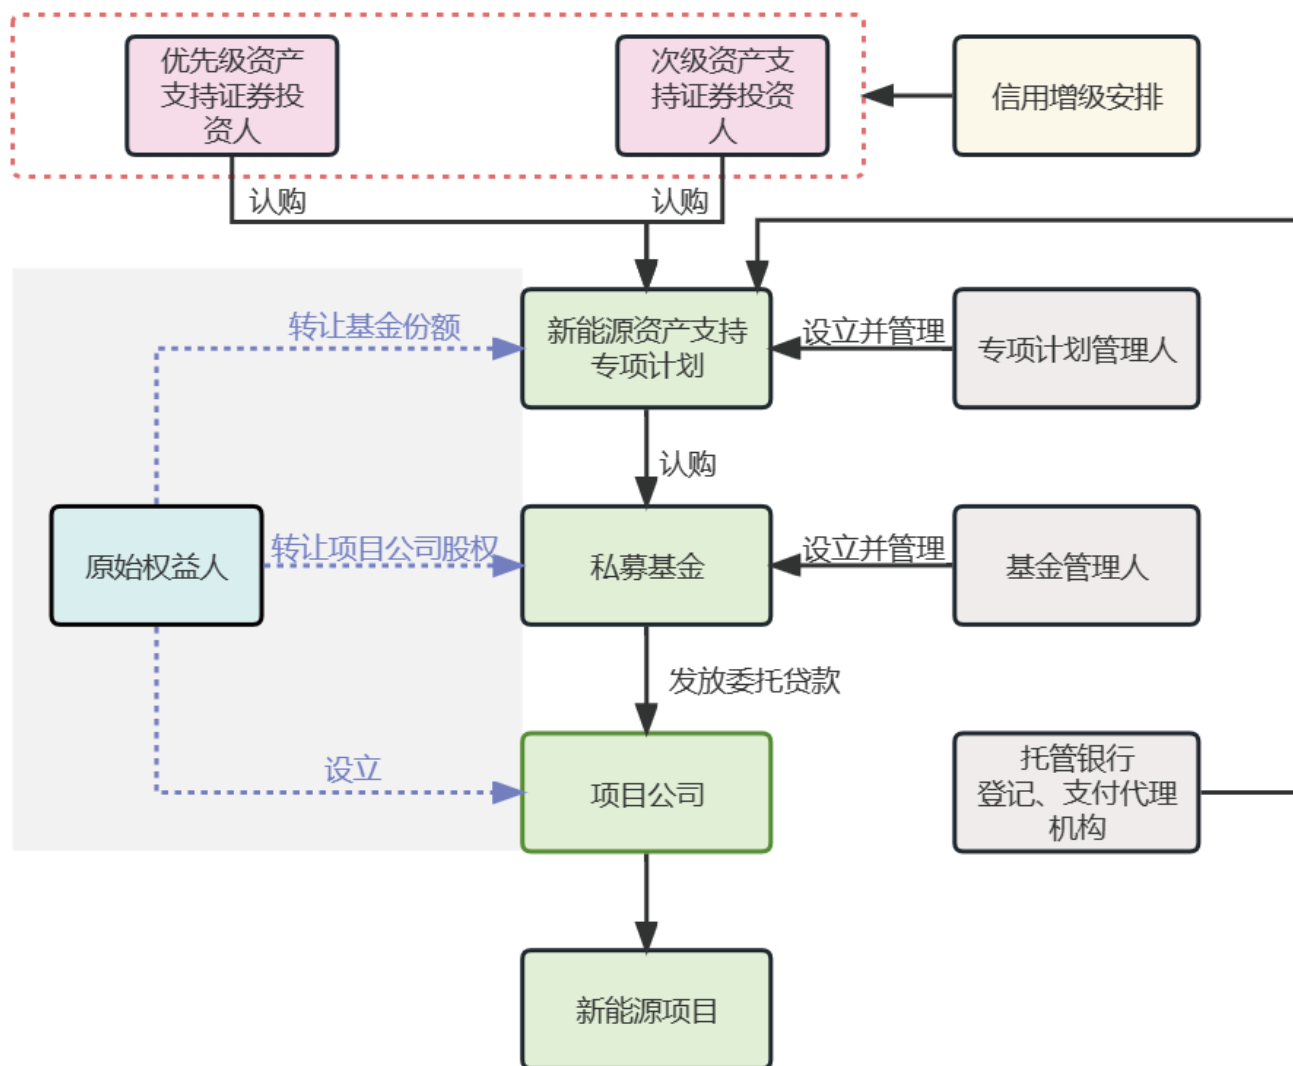 优先级资产
支持证券投
资人
次级资产支
持证券投资
人
信用增级安排
认购
认购
转让基金份额
新能源资产支持
专项计划
设立并管理
专项计划管理人
认购
原始权益人
转让项目公司股权
私募基金
设立并管理
基金管理人
发放委托贷款
设立
项目公司
托管银行
登记、支付代理
机构
新能源项目